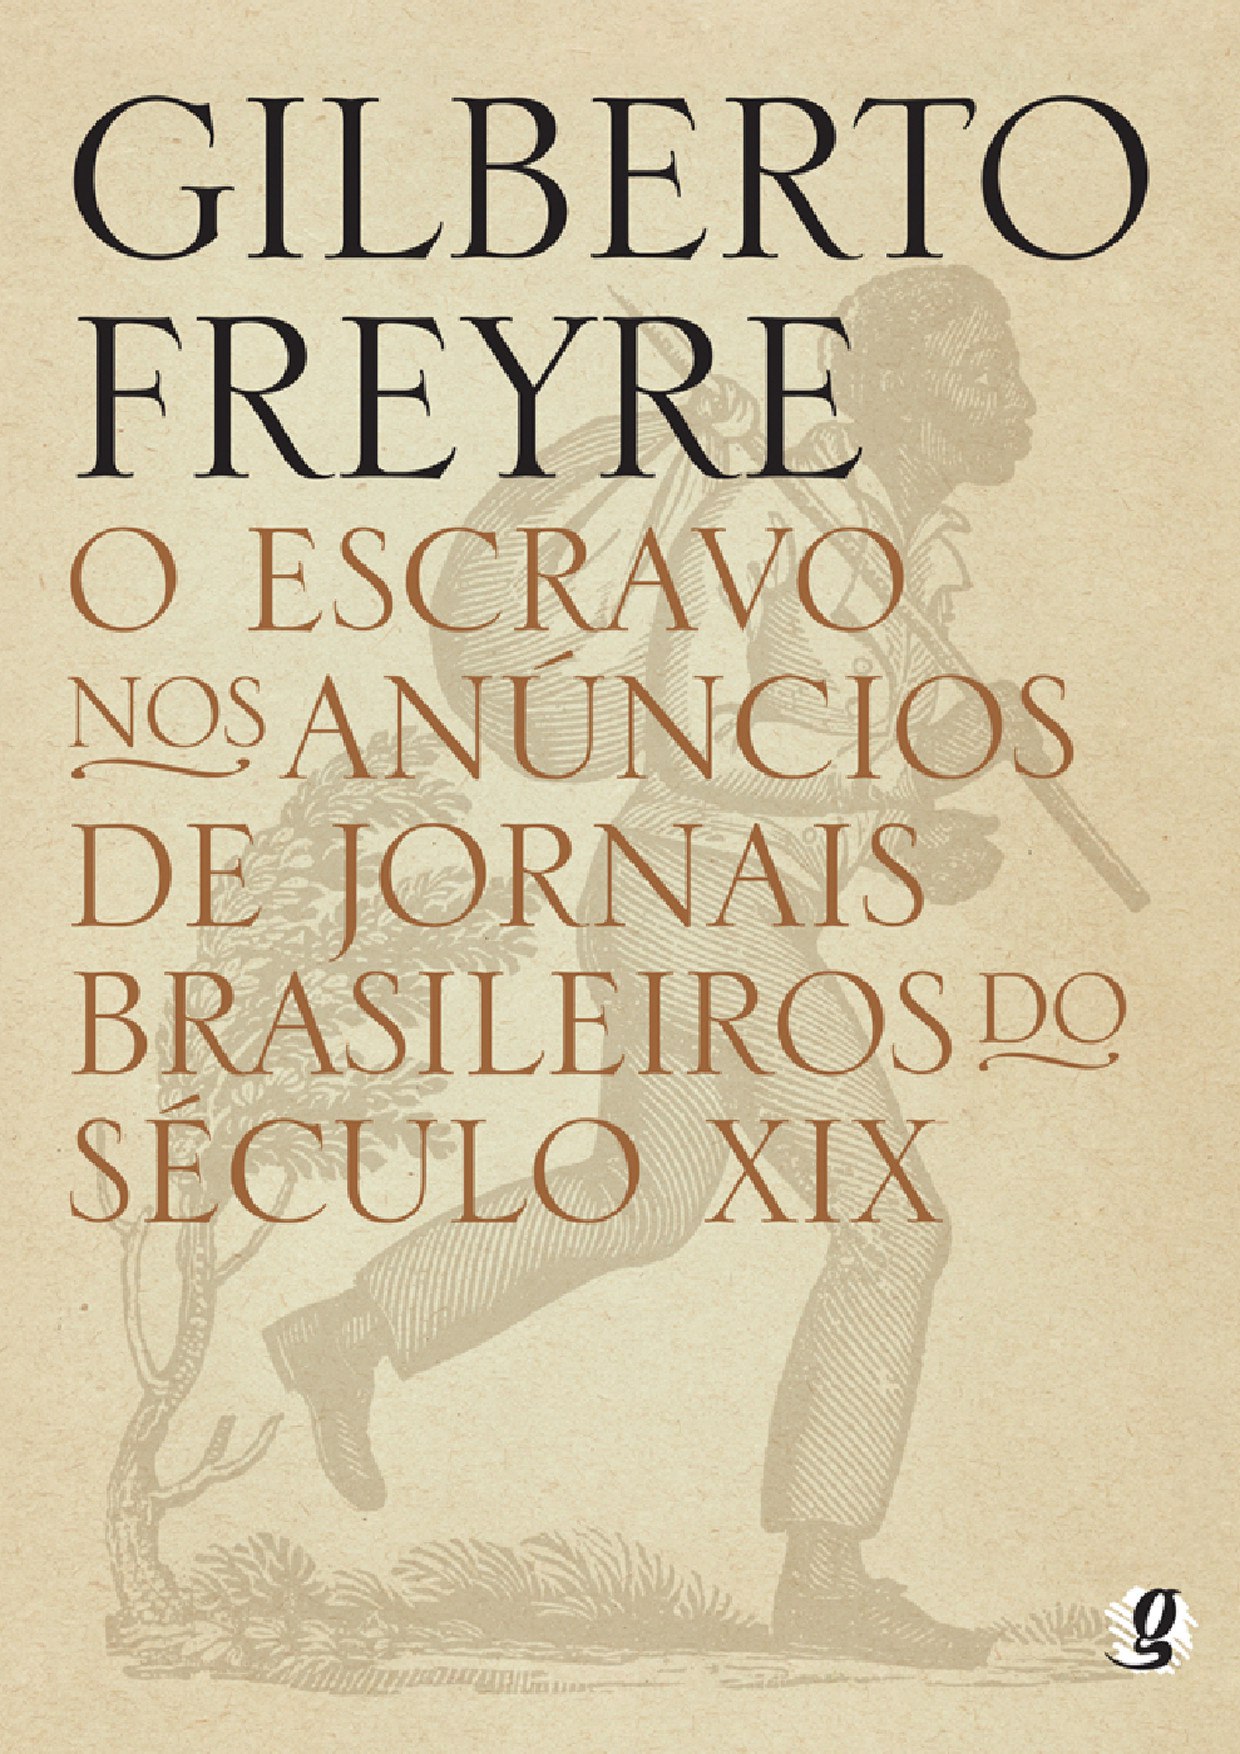 GILBERTO
FREYRE
O ESCRAVO
NOS ANÚNCIOS
DE JORNAIS
BRASILEIROS DO
SÉCULO XIX
g